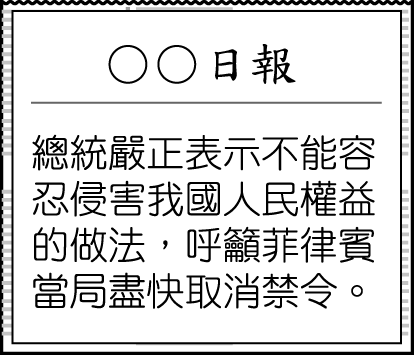 ○○日報
總統嚴正表示不能容
忍侵害我國人民權益
的做法，呼籲菲律賓
當局盡快取消禁令。